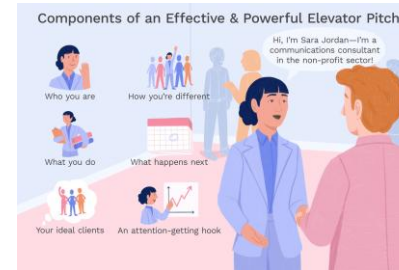 Components of an Effective & Powerful Elevator Pitch
Hi, I'm Sara Jordan—I'm a
communications consultant
in the non-profit sector!
Who you are
How you're different
What you do
What happens next
Your ideal clients
An attention-getting hook